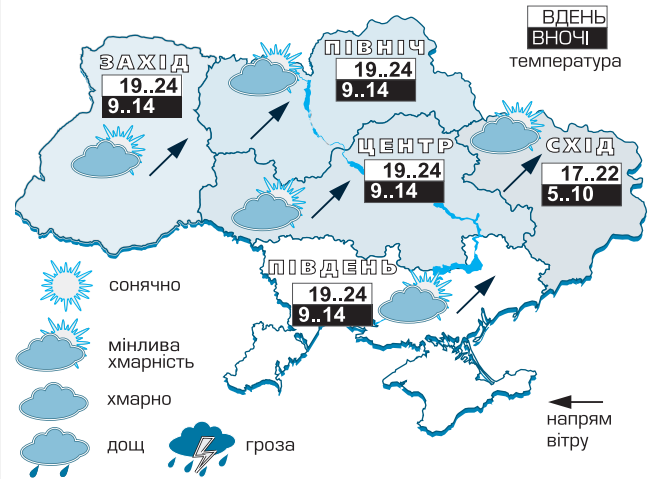 ВДЕНЬ
ВНОЧІ
температура
ЗАХІД
19..24
9..14
ПІВНІЧ
19..24
9..14
ЦЕНТР
19..24
9..14
СХІД
17..22
5..10
ПІВДЕНЬ
19..24
9..14
сонячно
мінлива
хмарність
хмарно
дощ
гроза
напрям
вітру